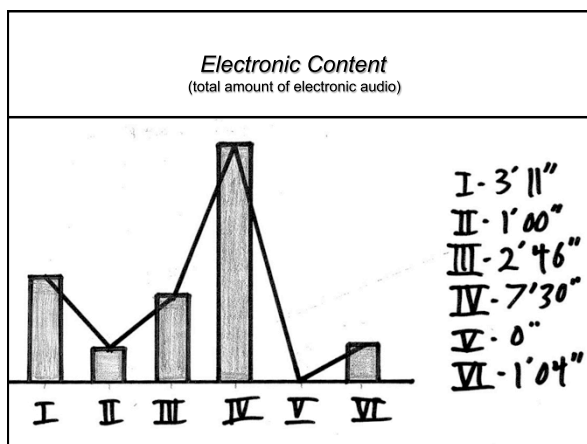 Electronic Content
(total amount of electronic audio)
I - 3' 11"
II - 1' 00"
III - 2' 46"
IV - 7' 30"
V - 0"
VI - 1' 04"
I II III IV V VI